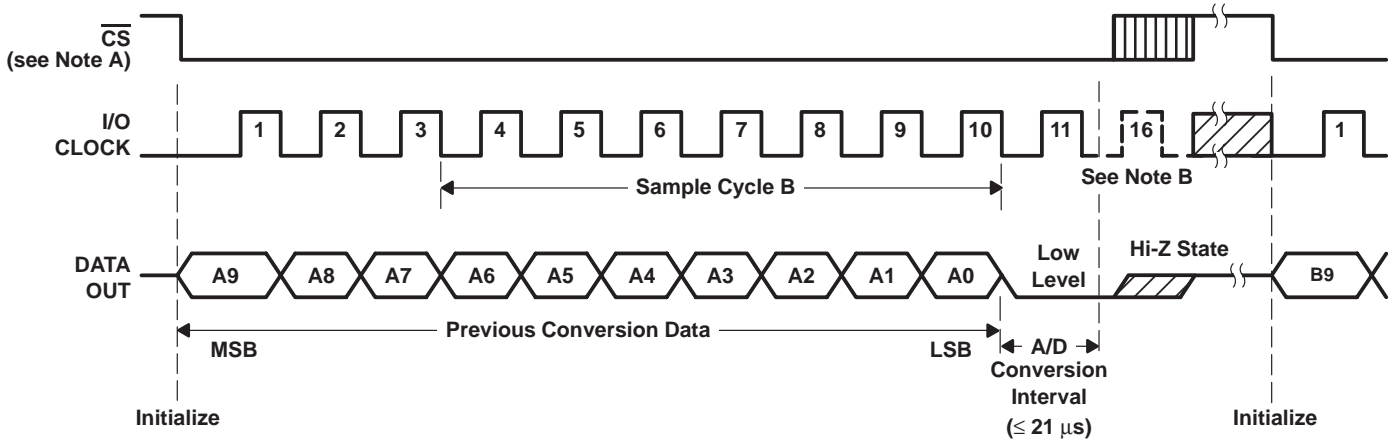 CS
(see Note A)
I/O
CLOCK
1 2 3 4 5 6 7 8 9 10 11 16 1
Sample Cycle B
See Note B
DATA
OUT
A9 A8 A7 A6 A5 A4 A3 A2 A1 A0
Low
Level
Hi-Z State
B9
Previous Conversion Data
MSB
LSB
A/D
Conversion
Interval
(≤ 21 μs)
Initialize
Initialize